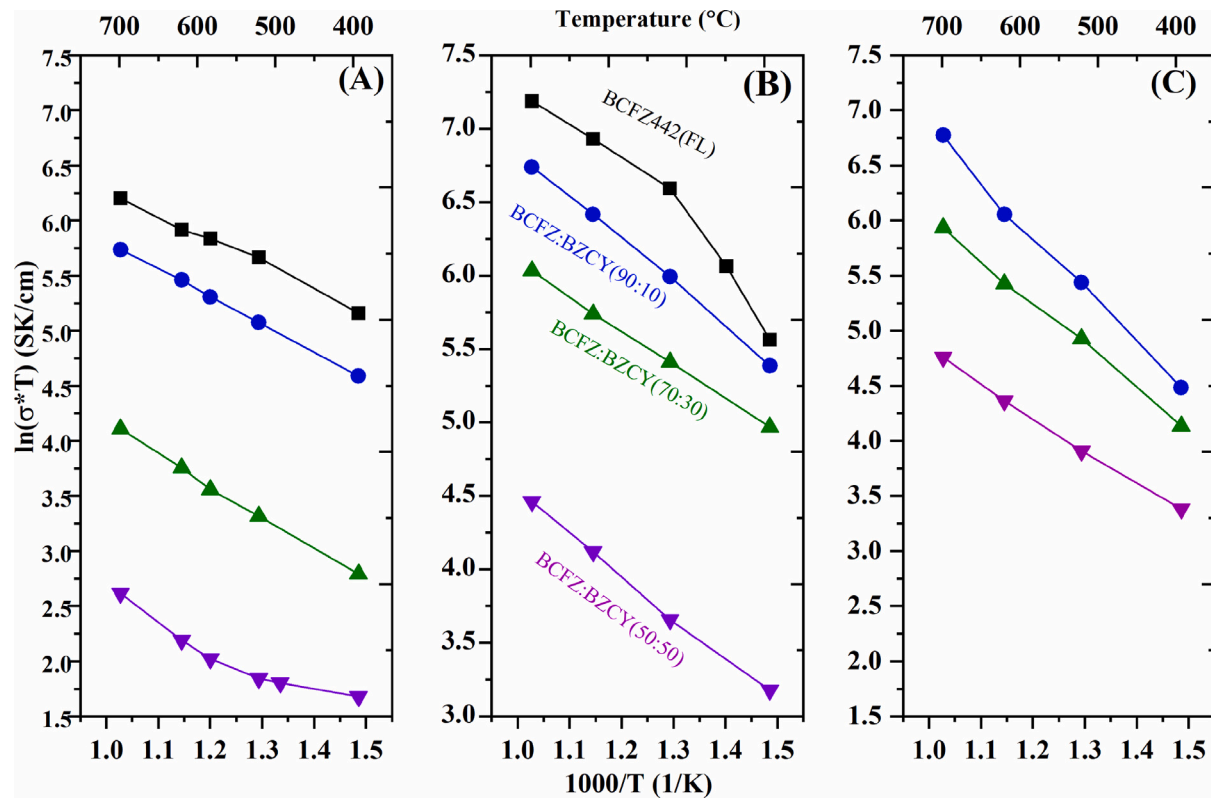 Temperature (°C)
700 600 500 400
700 600 500 400
(A)
(B)
(C)
ln(σ*T) (SK/cm)
7.5
7.0
6.5
6.0
5.5
5.0
4.5
4.0
3.5
3.0
2.5
2.0
1.5
7.5
7.0
6.5
6.0
5.5
5.0
4.5
4.0
3.5
3.0
7.5
7.0
6.5
6.0
5.5
5.0
4.5
4.0
3.5
3.0
2.5
2.0
1.5
BCFZ442(FL)
BCFZ:BZCY(90:10)
BCFZ:BZCY(70:30)
BCFZ:BZCY(50:50)
1.0 1.1 1.2 1.3 1.4 1.5
1.0 1.1 1.2 1.3 1.4 1.5
1.0 1.1 1.2 1.3 1.4 1.5
1000/T (1/K)